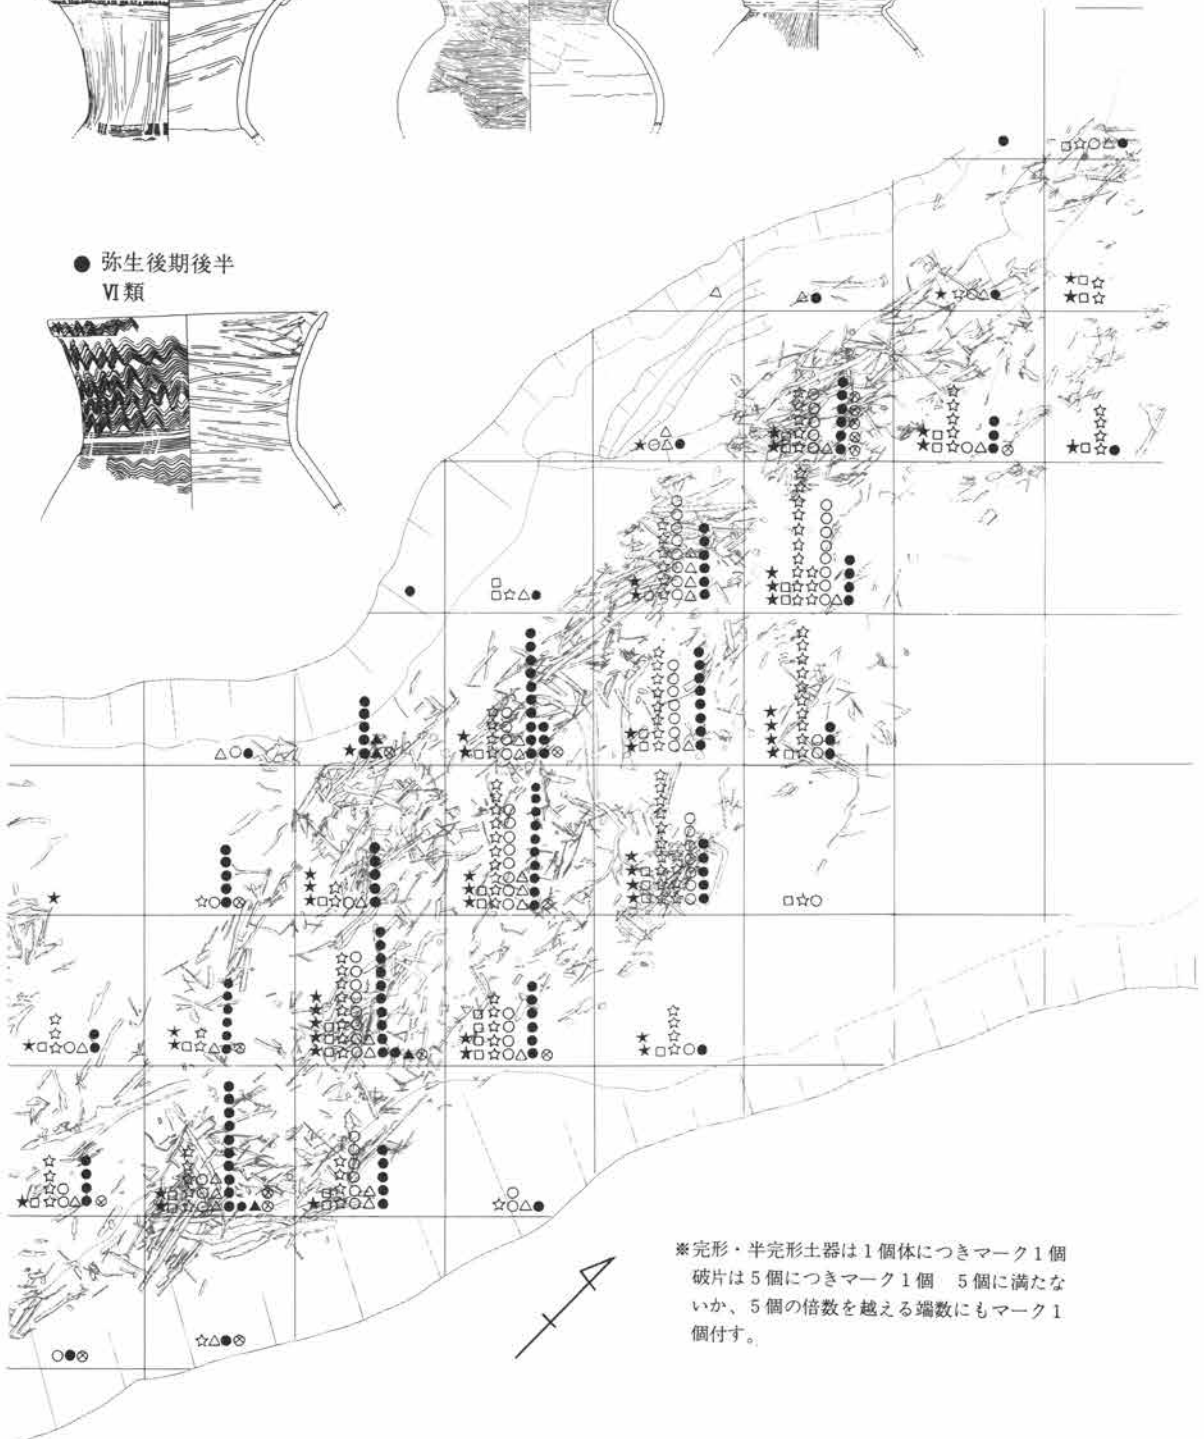 ● 弥生後期後半
Ⅵ類
※完形・半完形土器は1個体につきマーク1個
破片は5個につきマーク1個　5個に満たな
いか、5個の倍数を越える端数にもマーク1
個付す。